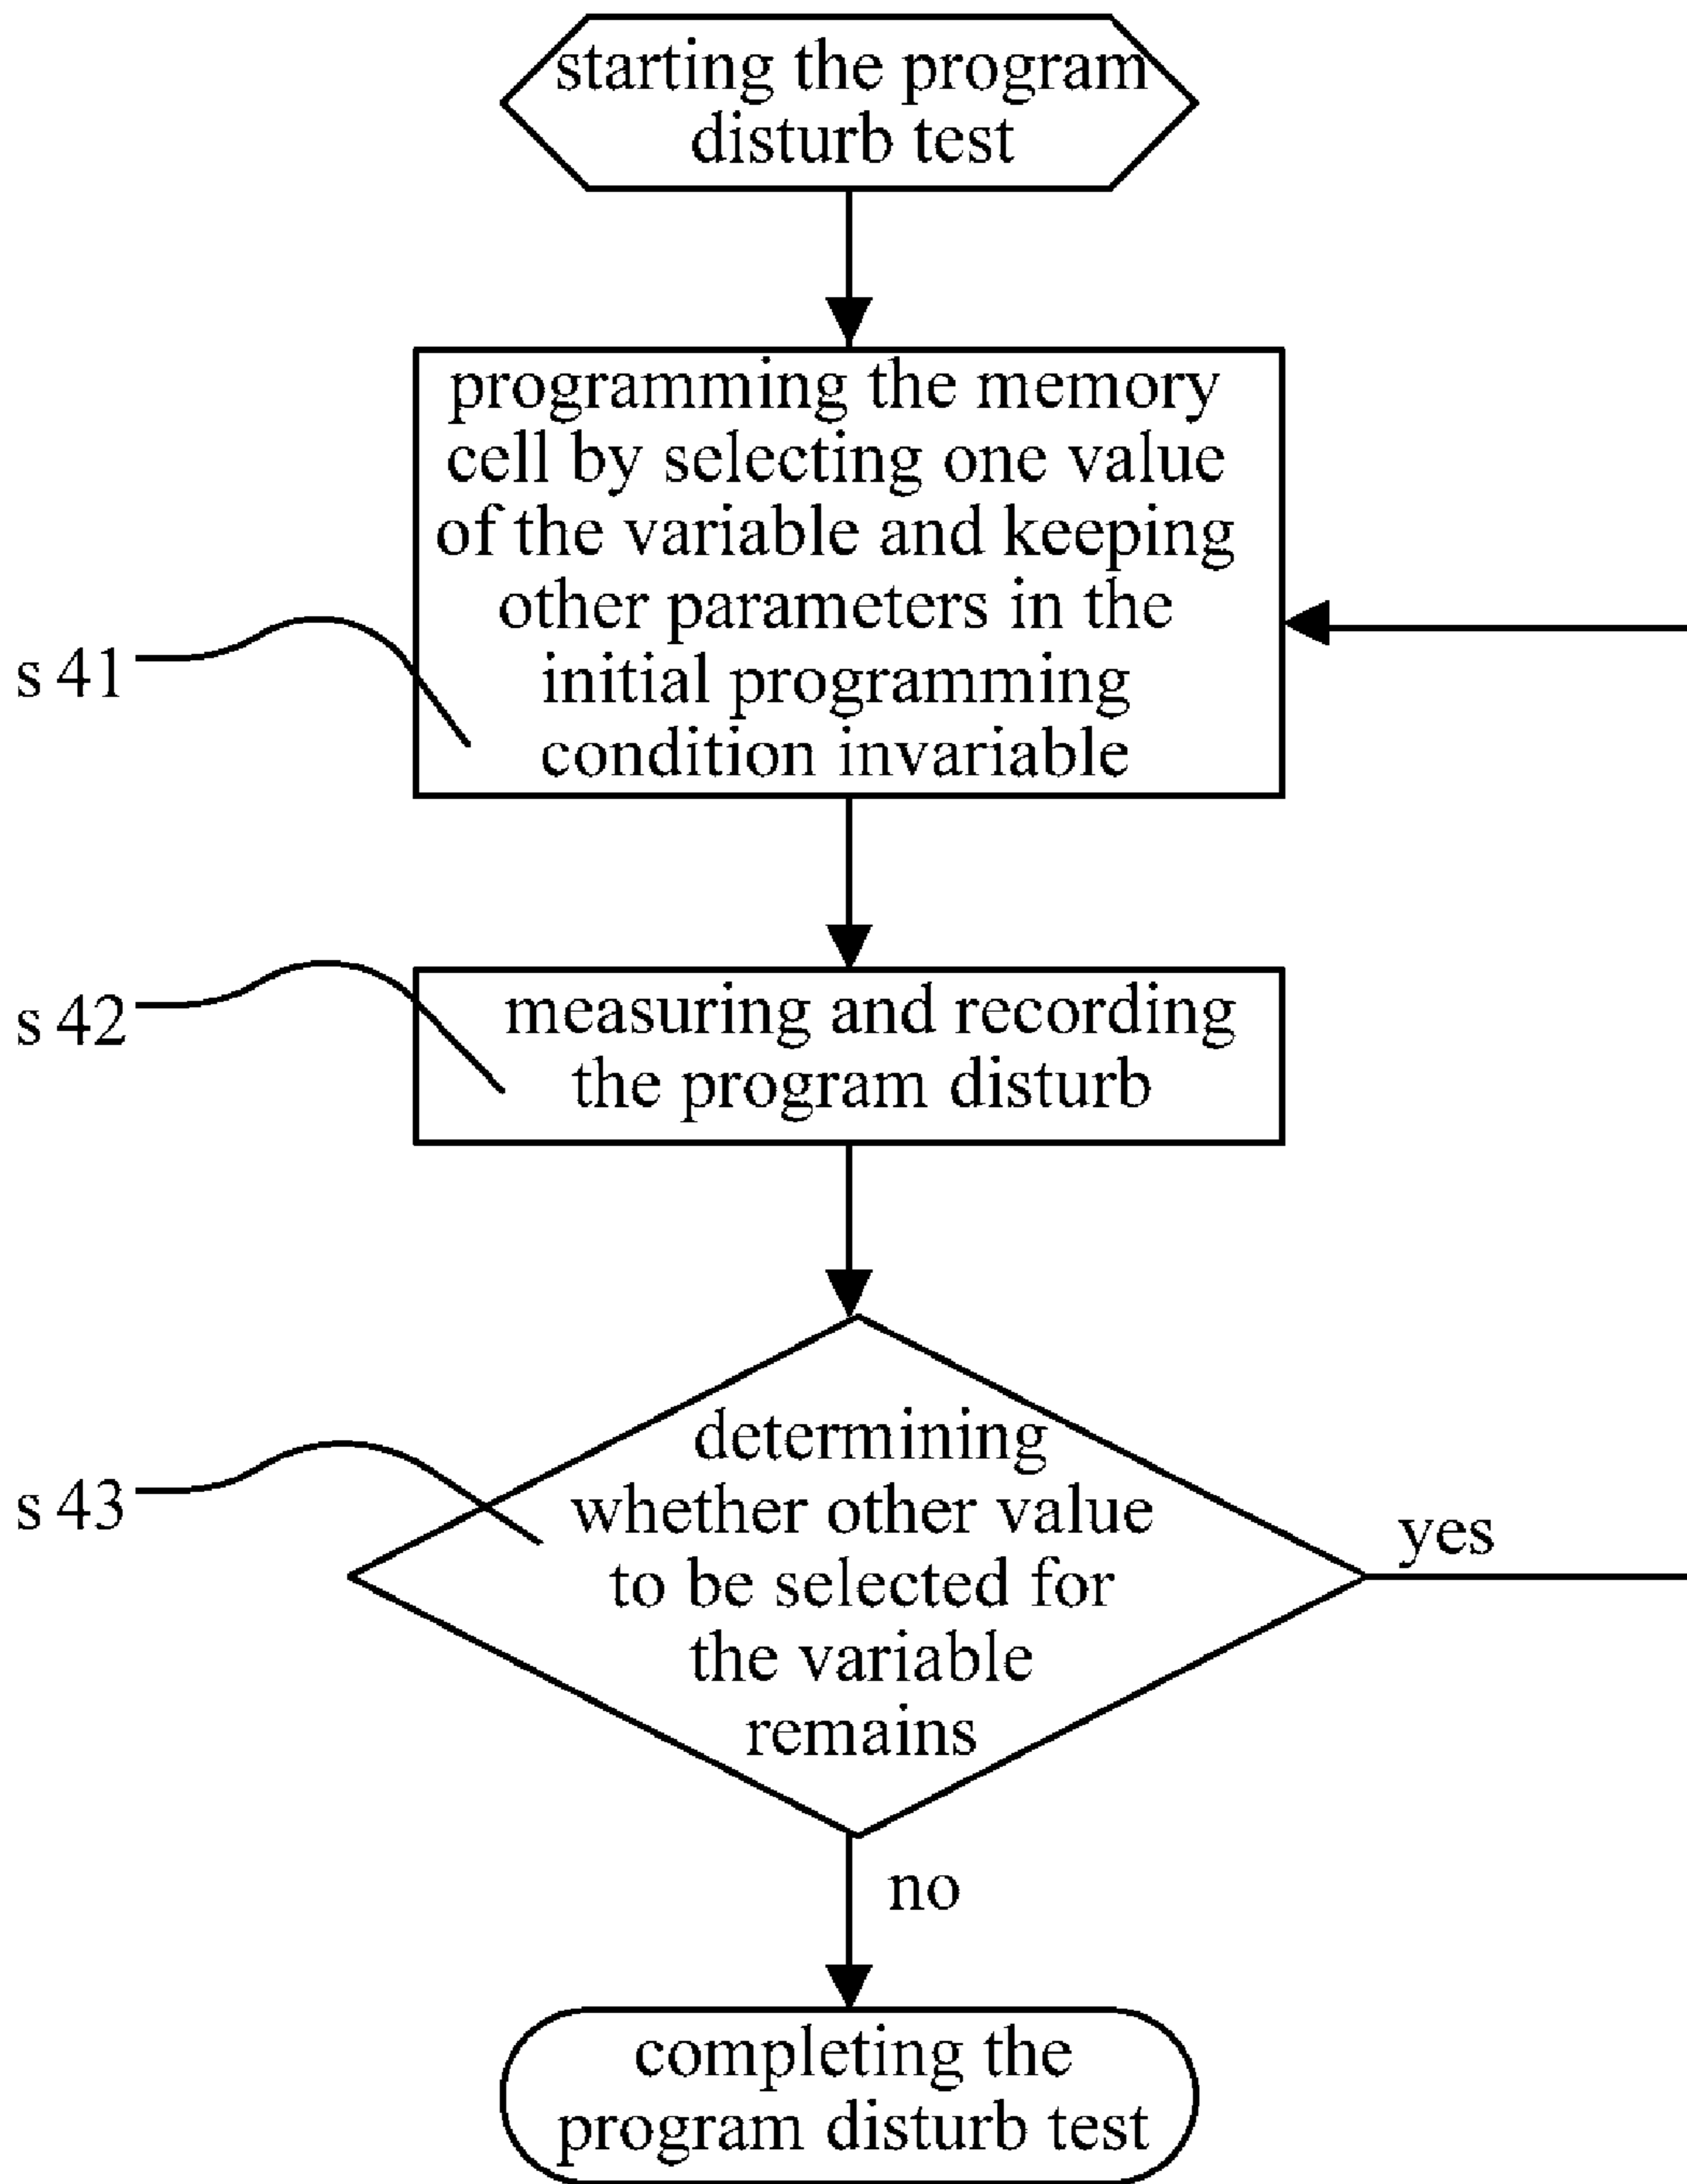 starting the program
disturb test
programming the memory
cell by selecting one value
of the variable and keeping
other parameters in the
initial programming
condition invariable
s 41
measuring and recording
the program disturb
s 42
determining
whether other value
to be selected for
the variable
remains
s 43
yes
no
completing the
program disturb test